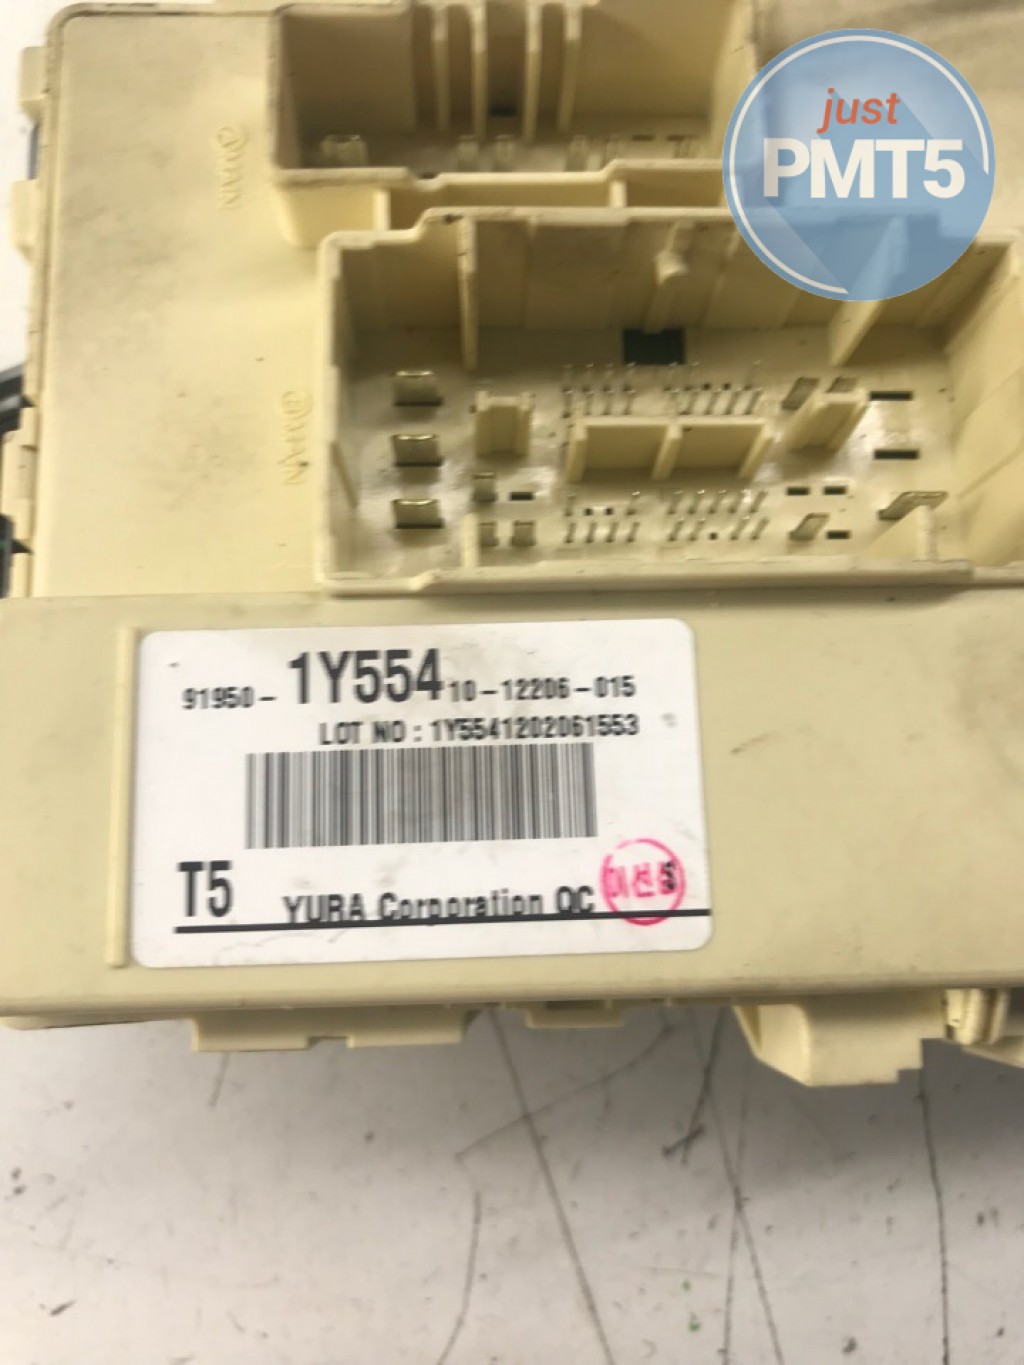 just
PMT5
91950-1Y554 10-12206-015
LOT NO : 1Y5541202061553
T5 YURA Corporation QC